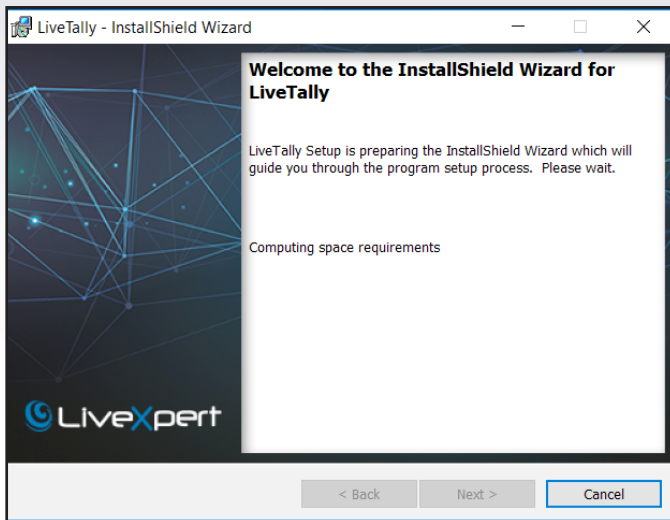 LiveTally - InstallShield Wizard
Welcome to the InstallShield Wizard for
LiveTally
LiveTally Setup is preparing the InstallShield Wizard which will
guide you through the program setup process.  Please wait.
Computing space requirements
LiveXpert
< Back
Next >
Cancel